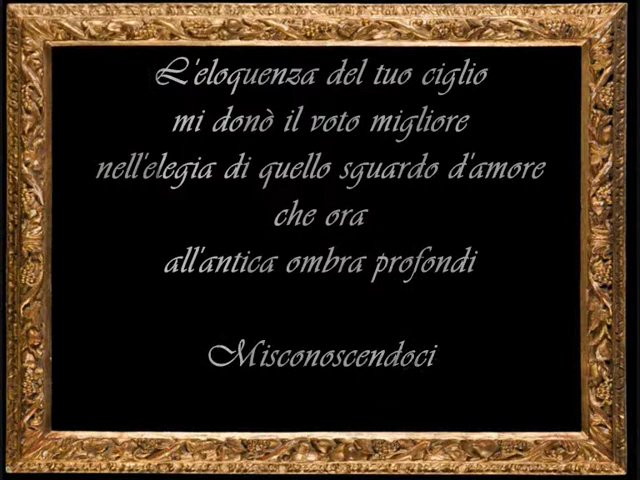 L'eloquenza del tuo ciglio
mi donò il voto migliore
nell'elegia di quello sguardo d'amore
che ora
all'antica ombra profondi
Misconoscendoci